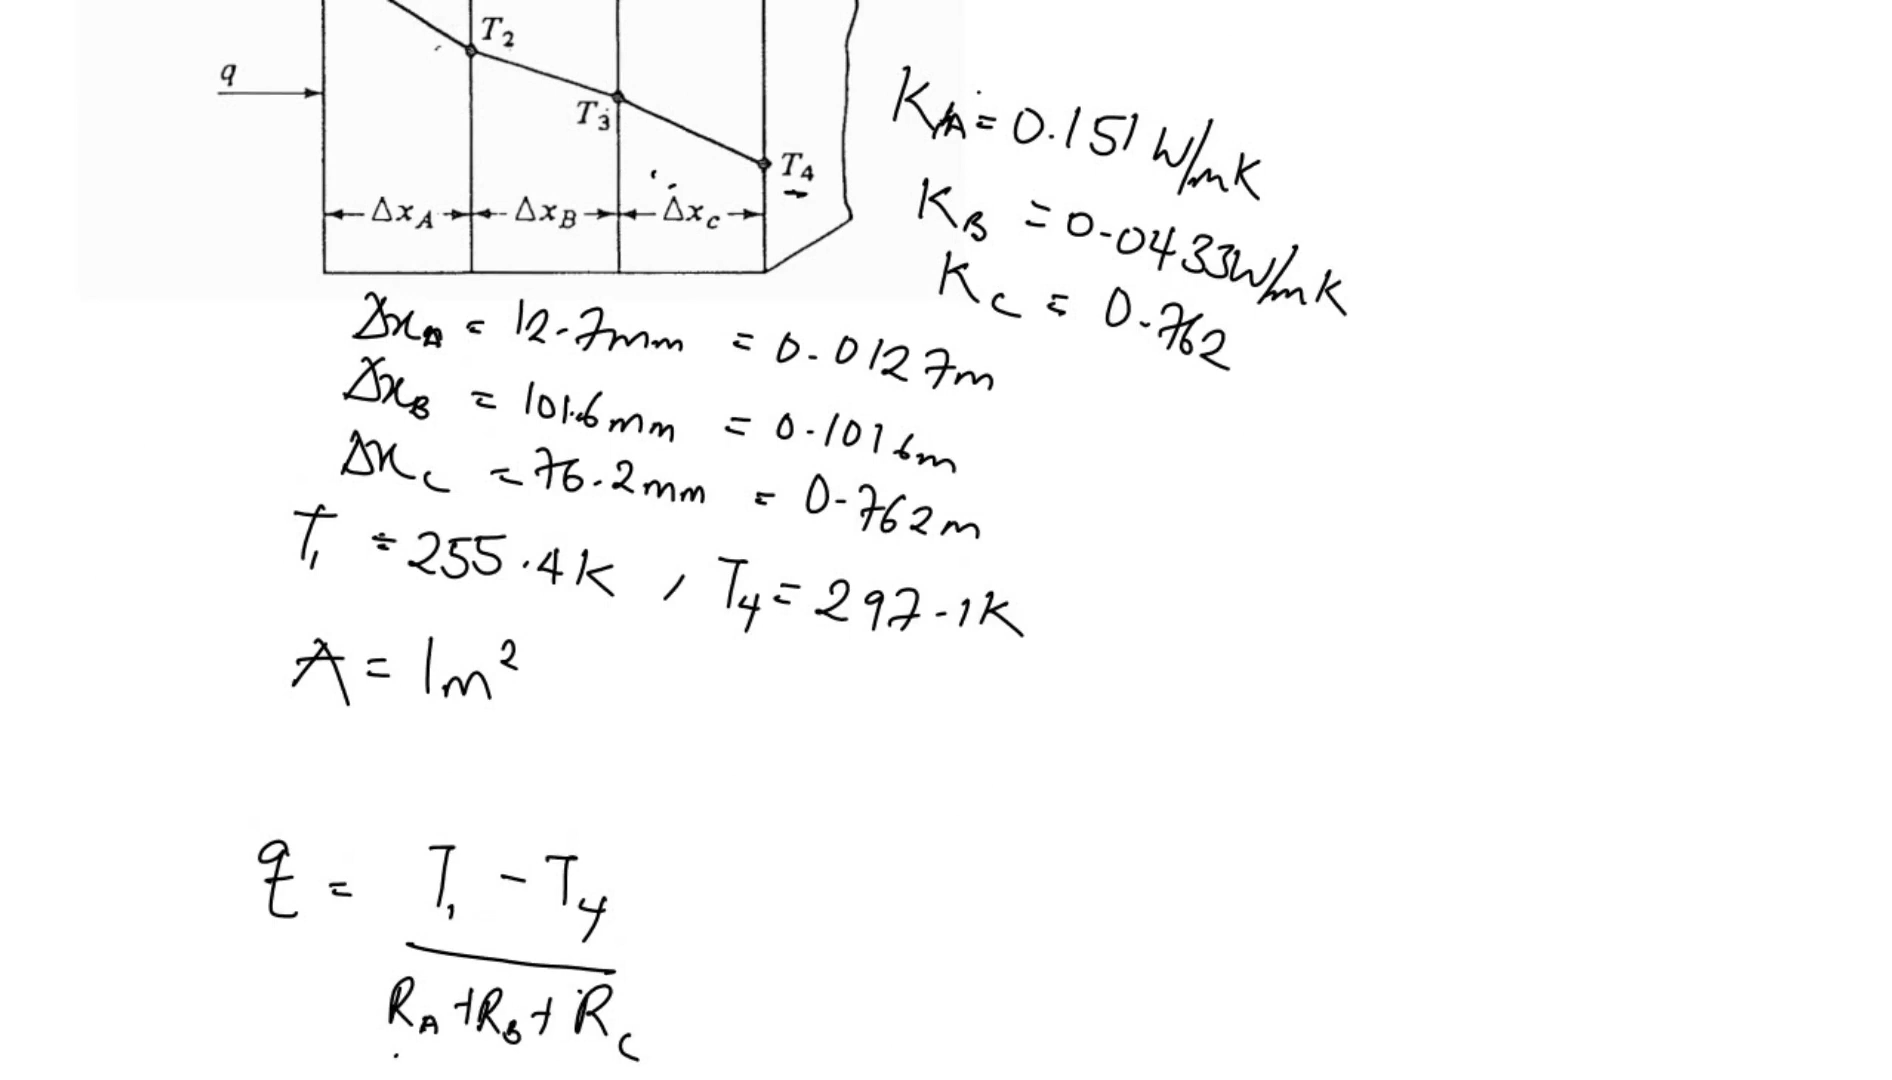 T2
q
T3
T4
ΔxA ΔxB Δxc
KA = 0.151 W/mK
KB = 0.0433W/mK
KC = 0.762
ΔxA = 12.7mm = 0.0127m
ΔxB = 101.6mm = 0.1016m
ΔxC = 76.2mm = 0.762m
T1 = 255.4K , T4 = 297.1K
A = 1m²
q = T1 - T4
RA + RB + RC